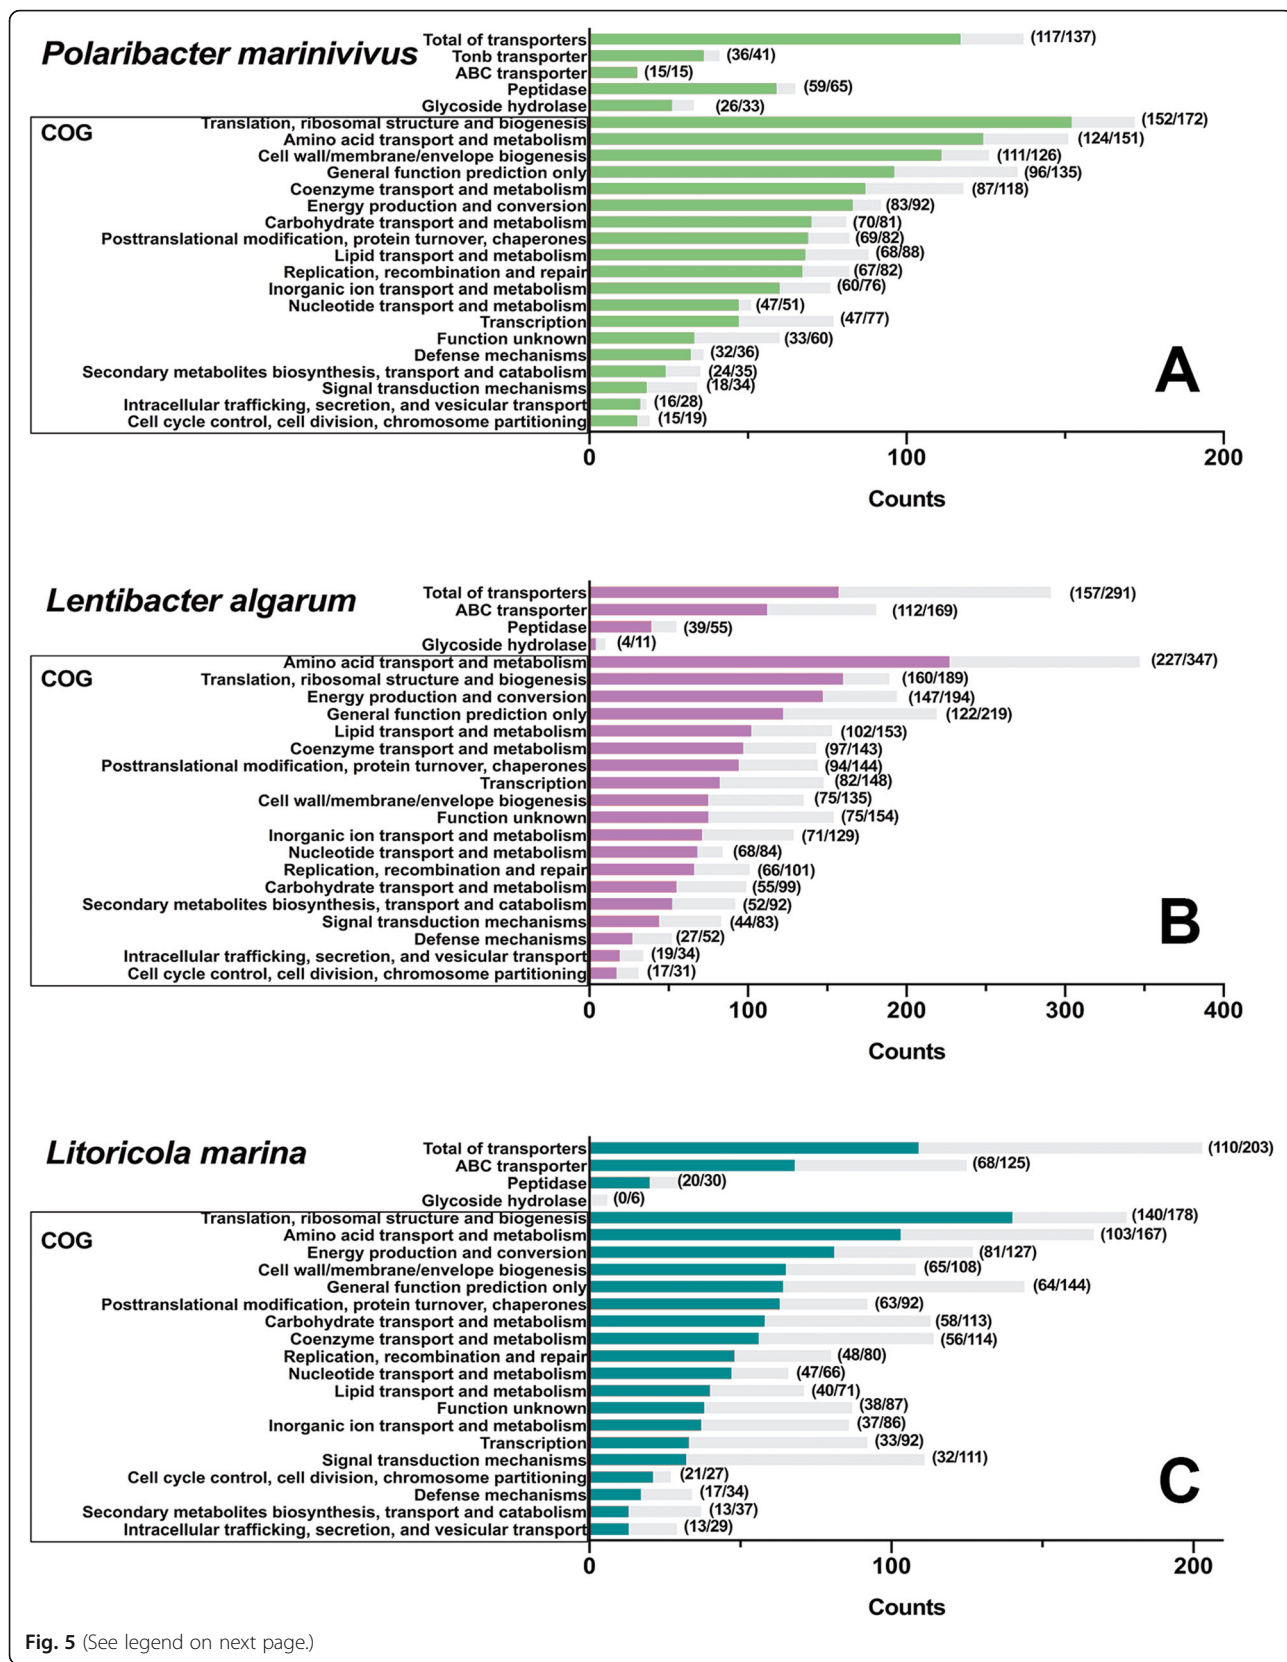 Polaribacter marinivivus
Total of transporters (117/137)
Tonb transporter (36/41)
ABC transporter (15/15)
Peptidase (59/65)
Glycoside hydrolase (26/33)
COG
Translation, ribosomal structure and biogenesis (152/172)
Amino acid transport and metabolism (124/151)
Cell wall/membrane/envelope biogenesis (111/126)
General function prediction only (96/135)
Coenzyme transport and metabolism (87/118)
Energy production and conversion (83/92)
Carbohydrate transport and metabolism (70/81)
Posttranslational modification, protein turnover, chaperones (69/82)
Lipid transport and metabolism (68/88)
Replication, recombination and repair (67/82)
Inorganic ion transport and metabolism (60/76)
Nucleotide transport and metabolism (47/51)
Transcription (47/77)
Function unknown (33/60)
Defense mechanisms (32/36)
Secondary metabolites biosynthesis, transport and catabolism (24/35)
Signal transduction mechanisms (18/34)
Intracellular trafficking, secretion, and vesicular transport (16/28)
Cell cycle control, cell division, chromosome partitioning (15/19)
A
0 100 200
Counts
Lentibacter algarum
Total of transporters (157/291)
ABC transporter (112/169)
Peptidase (39/55)
Glycoside hydrolase (4/11)
COG
Amino acid transport and metabolism (227/347)
Translation, ribosomal structure and biogenesis (160/189)
Energy production and conversion (147/194)
General function prediction only (122/219)
Lipid transport and metabolism (102/153)
Coenzyme transport and metabolism (97/143)
Posttranslational modification, protein turnover, chaperones (94/144)
Transcription (82/148)
Cell wall/membrane/envelope biogenesis (75/135)
Function unknown (75/154)
Inorganic ion transport and metabolism (71/129)
Nucleotide transport and metabolism (68/84)
Replication, recombination and repair (66/101)
Carbohydrate transport and metabolism (55/99)
Secondary metabolites biosynthesis, transport and catabolism (52/92)
Signal transduction mechanisms (44/83)
Defense mechanisms (27/52)
Intracellular trafficking, secretion, and vesicular transport (19/34)
Cell cycle control, cell division, chromosome partitioning (17/31)
B
0 100 200 300 400
Counts
Litoricola marina
Total of transporters (110/203)
ABC transporter (68/125)
Peptidase (20/30)
Glycoside hydrolase (0/6)
COG
Translation, ribosomal structure and biogenesis (140/178)
Amino acid transport and metabolism (103/167)
Energy production and conversion (81/127)
Cell wall/membrane/envelope biogenesis (65/108)
General function prediction only (64/144)
Posttranslational modification, protein turnover, chaperones (63/92)
Carbohydrate transport and metabolism (58/113)
Coenzyme transport and metabolism (56/114)
Replication, recombination and repair (48/80)
Nucleotide transport and metabolism (47/66)
Lipid transport and metabolism (40/71)
Function unknown (38/87)
Inorganic ion transport and metabolism (37/86)
Transcription (33/92)
Signal transduction mechanisms (32/111)
Cell cycle control, cell division, chromosome partitioning (21/27)
Defense mechanisms (17/34)
Secondary metabolites biosynthesis, transport and catabolism (13/37)
Intracellular trafficking, secretion, and vesicular transport (13/29)
C
0 100 200
Counts
Fig. 5 (See legend on next page.)